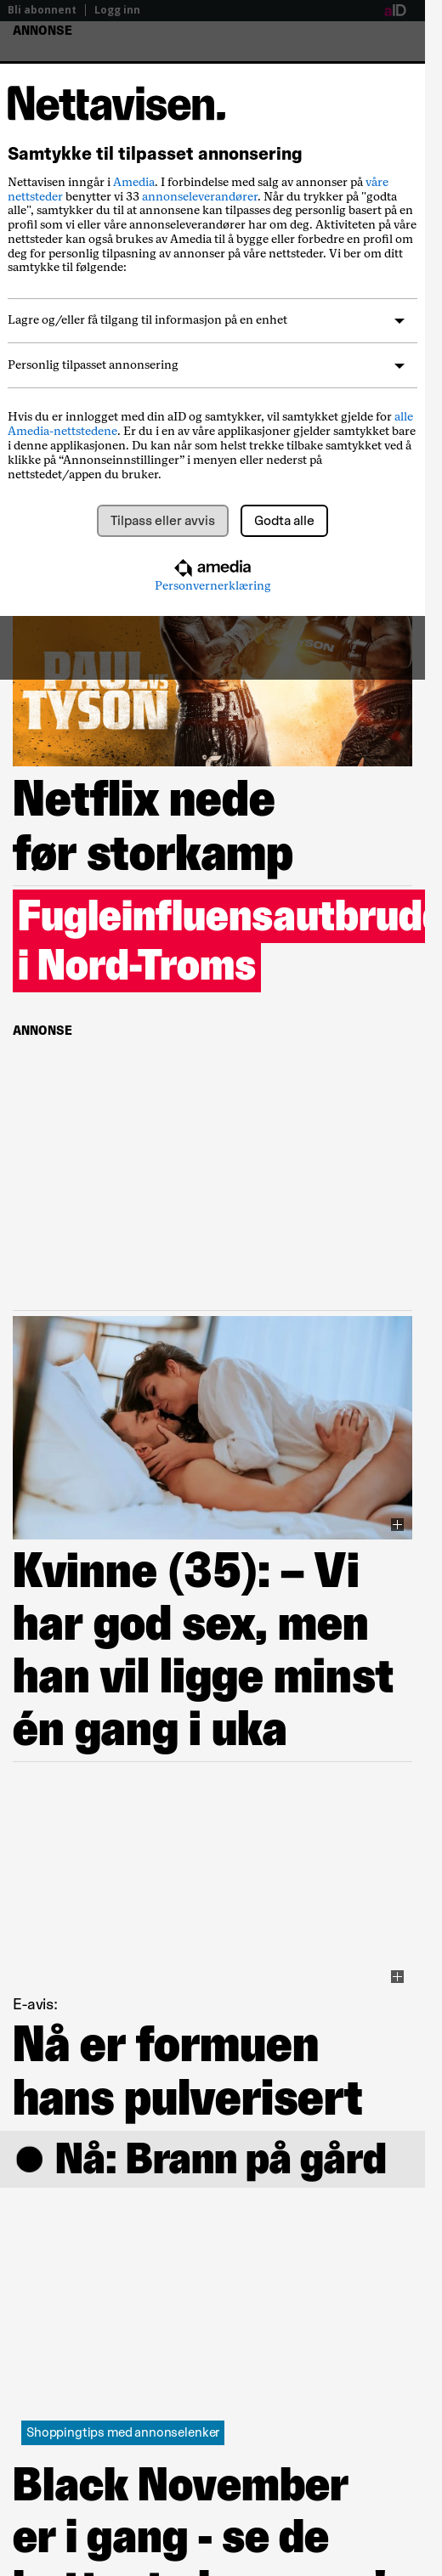 Bli abonnent | Logg inn
aID
ANNONSE
Nettavisen.
Samtykke til tilpasset annonsering
Nettavisen inngår i Amedia. I forbindelse med salg av annonser på våre
nettsteder benytter vi 33 annonseleverandører. Når du trykker på "godta
alle", samtykker du til at annonsene kan tilpasses deg personlig basert på en
profil som vi eller våre annonseleverandører har om deg. Aktiviteten på våre
nettsteder kan også brukes av Amedia til å bygge eller forbedre en profil om
deg for personlig tilpasning av annonser på våre nettsteder. Vi ber om ditt
samtykke til følgende:
Lagre og/eller få tilgang til informasjon på en enhet
Personlig tilpasset annonsering
Hvis du er innlogget med din aID og samtykker, vil samtykket gjelde for alle
Amedia-nettstedene. Er du i en av våre applikasjoner gjelder samtykket bare
i denne applikasjonen. Du kan når som helst trekke tilbake samtykket ved å
klikke på “Annonseinnstillinger” i menyen eller nederst på
nettstedet/appen du bruker.
Tilpass eller avvis
Godta alle
amedia
Personvernerklæring
PAUL VS
TYSON
Netflix nede
før storkamp
Fugleinfluensautbrudd
i Nord-Troms
ANNONSE
Kvinne (35): – Vi
har god sex, men
han vil ligge minst
én gang i uka
E-avis:
Nå er formuen
hans pulverisert
● Nå: Brann på gård
Shoppingtips med annonselenker
Black November
er i gang - se de